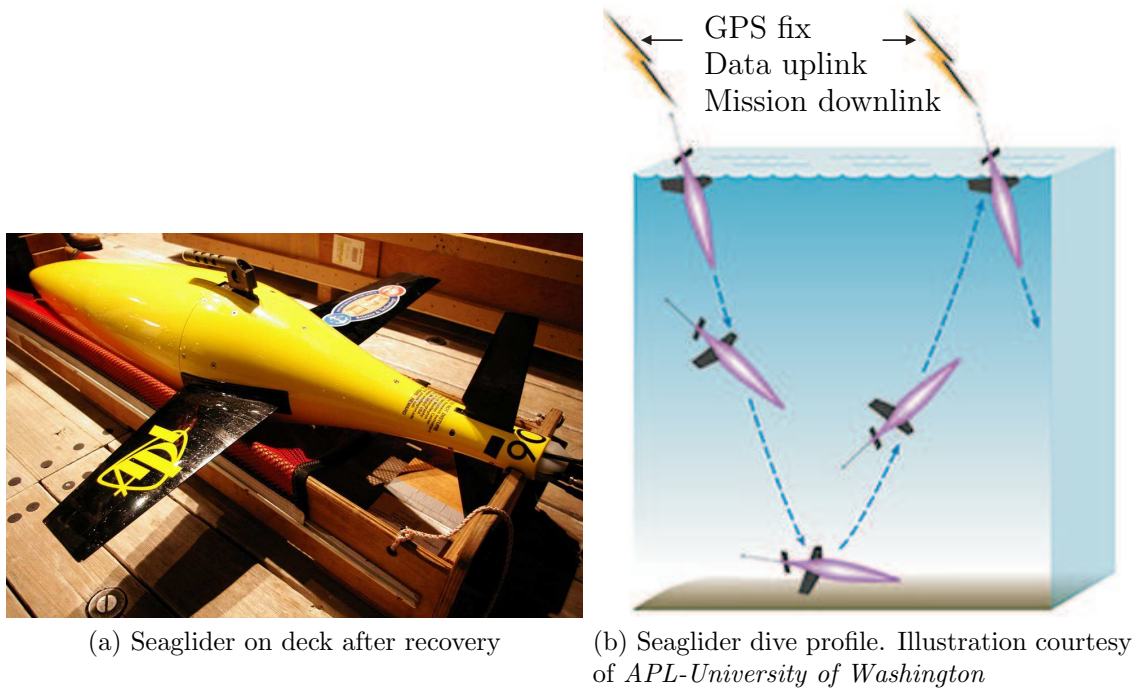 GPS fix
Data uplink
Mission downlink
APL
(a) Seaglider on deck after recovery
(b) Seaglider dive profile. Illustration courtesy
of APL-University of Washington